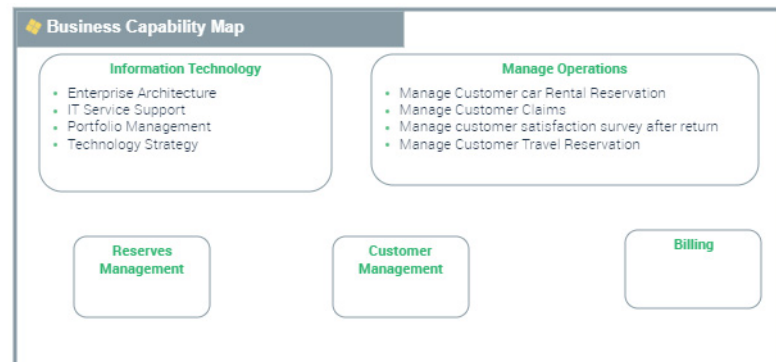 Business Capability Map
Information Technology
• Enterprise Architecture
• IT Service Support
• Portfolio Management
• Technology Strategy
Manage Operations
• Manage Customer car Rental Reservation
• Manage Customer Claims
• Manage customer satisfaction survey after return
• Manage Customer Travel Reservation
Reserves
Management
Customer
Management
Billing